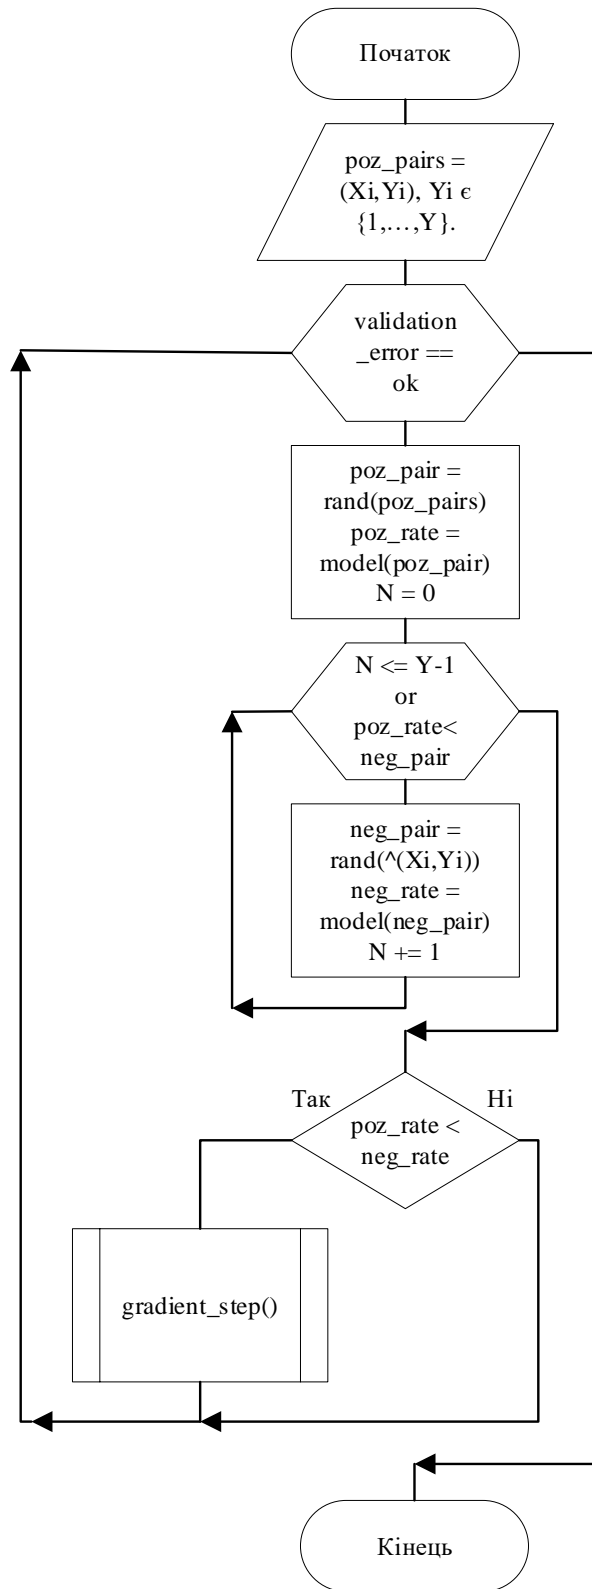 Початок
poz_pairs =
(Xi,Yi), Yi є
{1,…,Y}.
validation
_error ==
ok
poz_pair =
rand(poz_pairs)
poz_rate =
model(poz_pair)
N = 0
N <= Y-1
or
poz_rate<
neg_pair
neg_pair =
rand(^(Xi,Yi))
neg_rate =
model(neg_pair)
N += 1
Так
Ні
poz_rate <
neg_rate
gradient_step()
Кінець